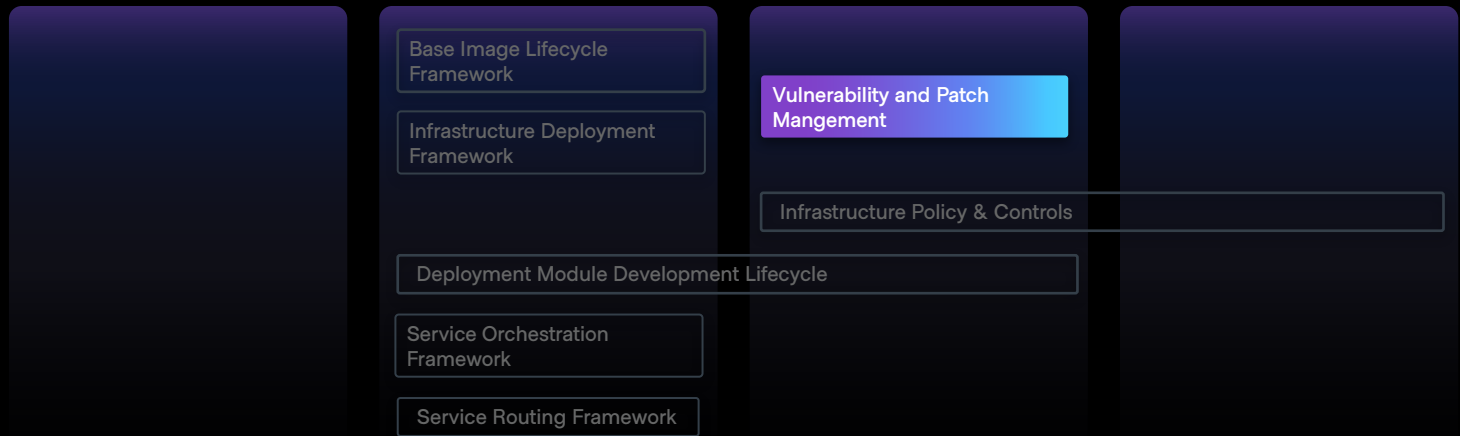 Base Image Lifecycle
Framework
Infrastructure Deployment
Framework
Vulnerability and Patch
Mangement
Infrastructure Policy & Controls
Deployment Module Development Lifecycle
Service Orchestration
Framework
Service Routing Framework